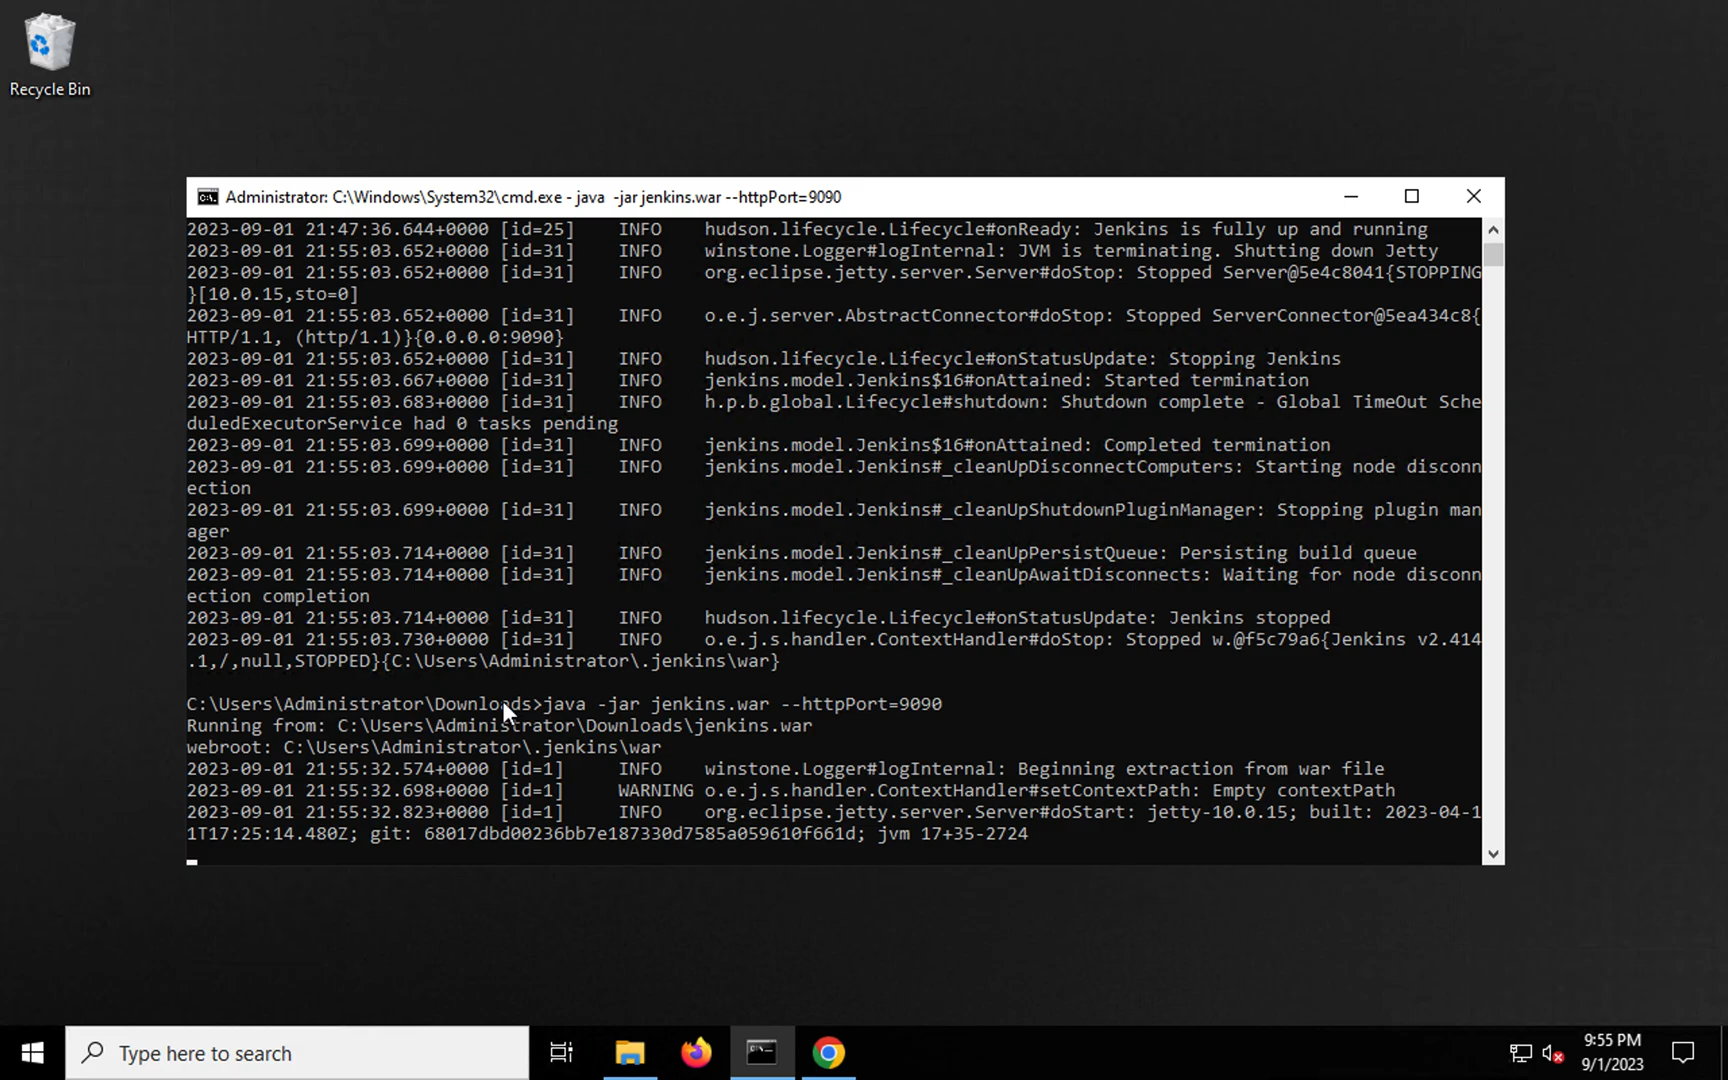 Recycle Bin
Administrator: C:\Windows\System32\cmd.exe - java  -jar jenkins.war --httpPort=9090
2023-09-01 21:47:36.644+0000 [id=25]    INFO    hudson.lifecycle.Lifecycle#onReady: Jenkins is fully up and running
2023-09-01 21:55:03.652+0000 [id=31]    INFO    winstone.Logger#logInternal: JVM is terminating. Shutting down Jetty
2023-09-01 21:55:03.652+0000 [id=31]    INFO    org.eclipse.jetty.server.Server#doStop: Stopped Server@5e4c8041{STOPPING
}[10.0.15,sto=0]
2023-09-01 21:55:03.652+0000 [id=31]    INFO    o.e.j.server.AbstractConnector#doStop: Stopped ServerConnector@5ea434c8{
HTTP/1.1, (http/1.1)}{0.0.0.0:9090}
2023-09-01 21:55:03.652+0000 [id=31]    INFO    hudson.lifecycle.Lifecycle#onStatusUpdate: Stopping Jenkins
2023-09-01 21:55:03.667+0000 [id=31]    INFO    jenkins.model.Jenkins$16#onAttained: Started termination
2023-09-01 21:55:03.683+0000 [id=31]    INFO    h.p.b.global.Lifecycle#shutdown: Shutdown complete - Global TimeOut Sche
duledExecutorService had 0 tasks pending
2023-09-01 21:55:03.699+0000 [id=31]    INFO    jenkins.model.Jenkins$16#onAttained: Completed termination
2023-09-01 21:55:03.699+0000 [id=31]    INFO    jenkins.model.Jenkins#_cleanUpDisconnectComputers: Starting node disconn
ection
2023-09-01 21:55:03.699+0000 [id=31]    INFO    jenkins.model.Jenkins#_cleanUpShutdownPluginManager: Stopping plugin man
ager
2023-09-01 21:55:03.714+0000 [id=31]    INFO    jenkins.model.Jenkins#_cleanUpPersistQueue: Persisting build queue
2023-09-01 21:55:03.714+0000 [id=31]    INFO    jenkins.model.Jenkins#_cleanUpAwaitDisconnects: Waiting for node disconn
ection completion
2023-09-01 21:55:03.714+0000 [id=31]    INFO    hudson.lifecycle.Lifecycle#onStatusUpdate: Jenkins stopped
2023-09-01 21:55:03.730+0000 [id=31]    INFO    o.e.j.s.handler.ContextHandler#doStop: Stopped w.@f5c79a6{Jenkins v2.414
.1,/,null,STOPPED}{C:\Users\Administrator\.jenkins\war}
C:\Users\Administrator\Downloads>java -jar jenkins.war --httpPort=9090
Running from: C:\Users\Administrator\Downloads\jenkins.war
webroot: C:\Users\Administrator\.jenkins\war
2023-09-01 21:55:32.574+0000 [id=1]     INFO    winstone.Logger#logInternal: Beginning extraction from war file
2023-09-01 21:55:32.698+0000 [id=1]     WARNING o.e.j.s.handler.ContextHandler#setContextPath: Empty contextPath
2023-09-01 21:55:32.823+0000 [id=1]     INFO    org.eclipse.jetty.server.Server#doStart: jetty-10.0.15; built: 2023-04-1
1T17:25:14.480Z; git: 68017dbd00236bb7e187330d7585a059610f661d; jvm 17+35-2724
Type here to search
9:55 PM
9/1/2023